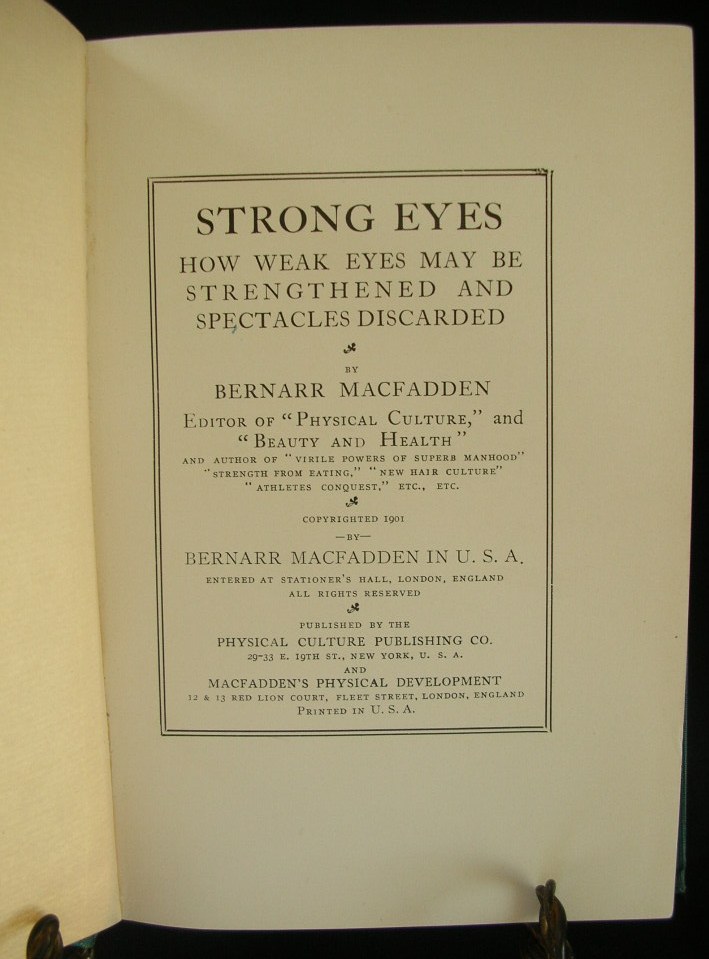 STRONG EYES
HOW WEAK EYES MAY BE
STRENGTHENED AND
SPECTACLES DISCARDED
BY
BERNARR MACFADDEN
EDITOR OF "PHYSICAL CULTURE," and
"BEAUTY AND HEALTH"
AND AUTHOR OF "VIRILE POWERS OF SUPERB MANHOOD"
"STRENGTH FROM EATING," "NEW HAIR CULTURE"
"ATHLETES CONQUEST," ETC., ETC.
COPYRIGHTED 1901
—BY—
BERNARR MACFADDEN IN U. S. A.
ENTERED AT STATIONER'S HALL, LONDON, ENGLAND
ALL RIGHTS RESERVED
PUBLISHED BY THE
PHYSICAL CULTURE PUBLISHING CO.
29-33 E. 19TH ST., NEW YORK, U. S. A.
AND
MACFADDEN'S PHYSICAL DEVELOPMENT
12 & 13 RED LION COURT, FLEET STREET, LONDON, ENGLAND
PRINTED IN U. S. A.